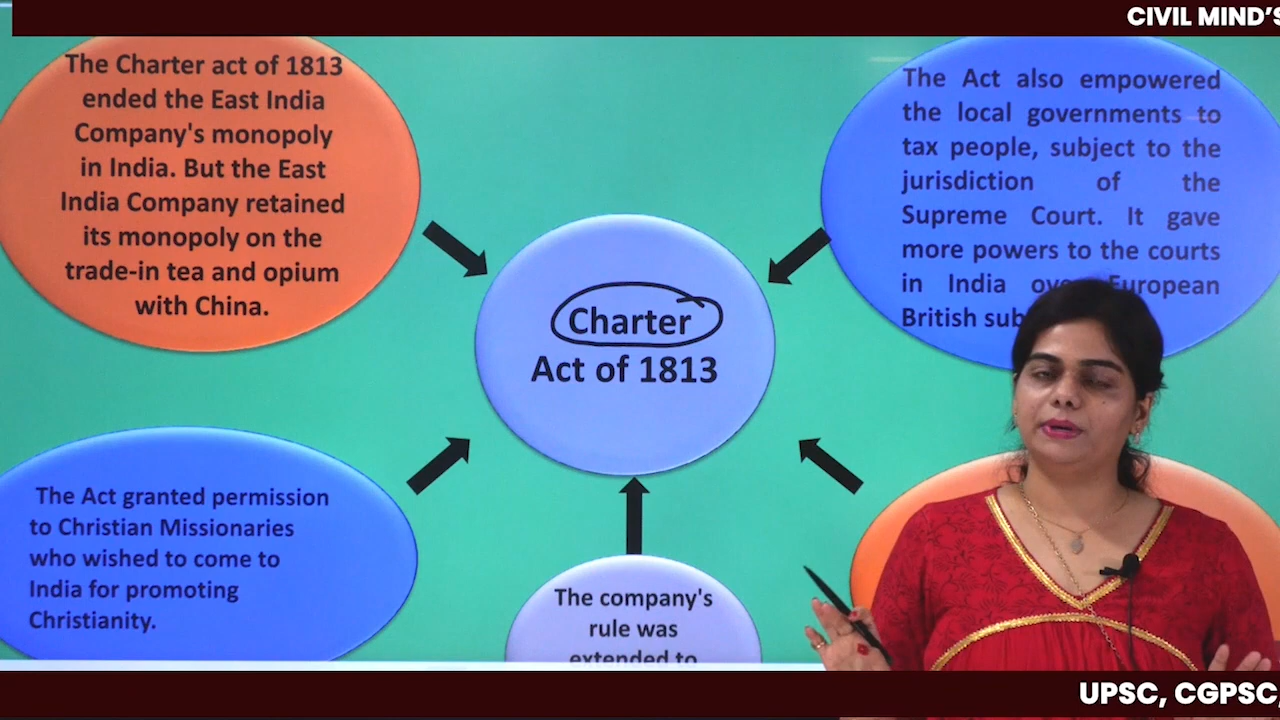 CIVIL MIND'S
The Charter act of 1813
ended the East India
Company's monopoly
in India. But the East
India Company retained
its monopoly on the
trade-in tea and opium
with China.
The Act also empowered
the local governments to
tax people, subject to the
jurisdiction of the
Supreme Court. It gave
more powers to the courts
in India over European
British
Charter
Act of 1813
The Act granted permission
to Christian Missionaries
who wished to come to
India for promoting
Christianity.
The company's
rule was
extended to
UPSC, CGPSC,